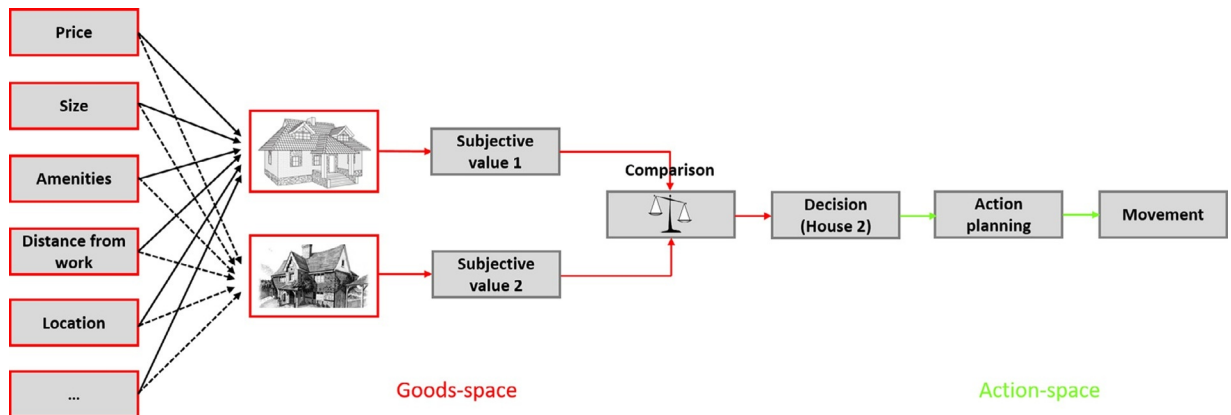 Price
Size
Amenities
Distance from
work
Location
...
Subjective
value 1
Subjective
value 2
Comparison
Decision
(House 2)
Action
planning
Movement
Goods-space
Action-space